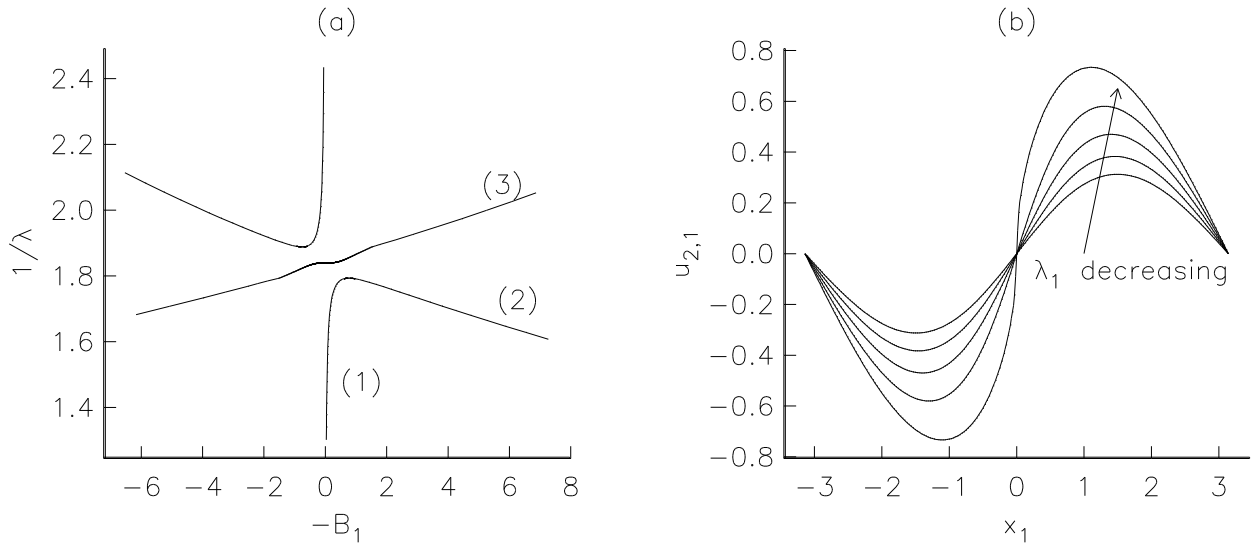 (a)
2.4
2.2
2.0
1.8
1.6
1.4
1/λ
(3)
(2)
(1)
−6 −4 −2 0 2 4 6 8
−B₁
(b)
0.8
0.6
0.4
0.2
0.0
−0.2
−0.4
−0.6
−0.8
u₂,₁
λ₁ decreasing
−3 −2 −1 0 1 2 3
x₁